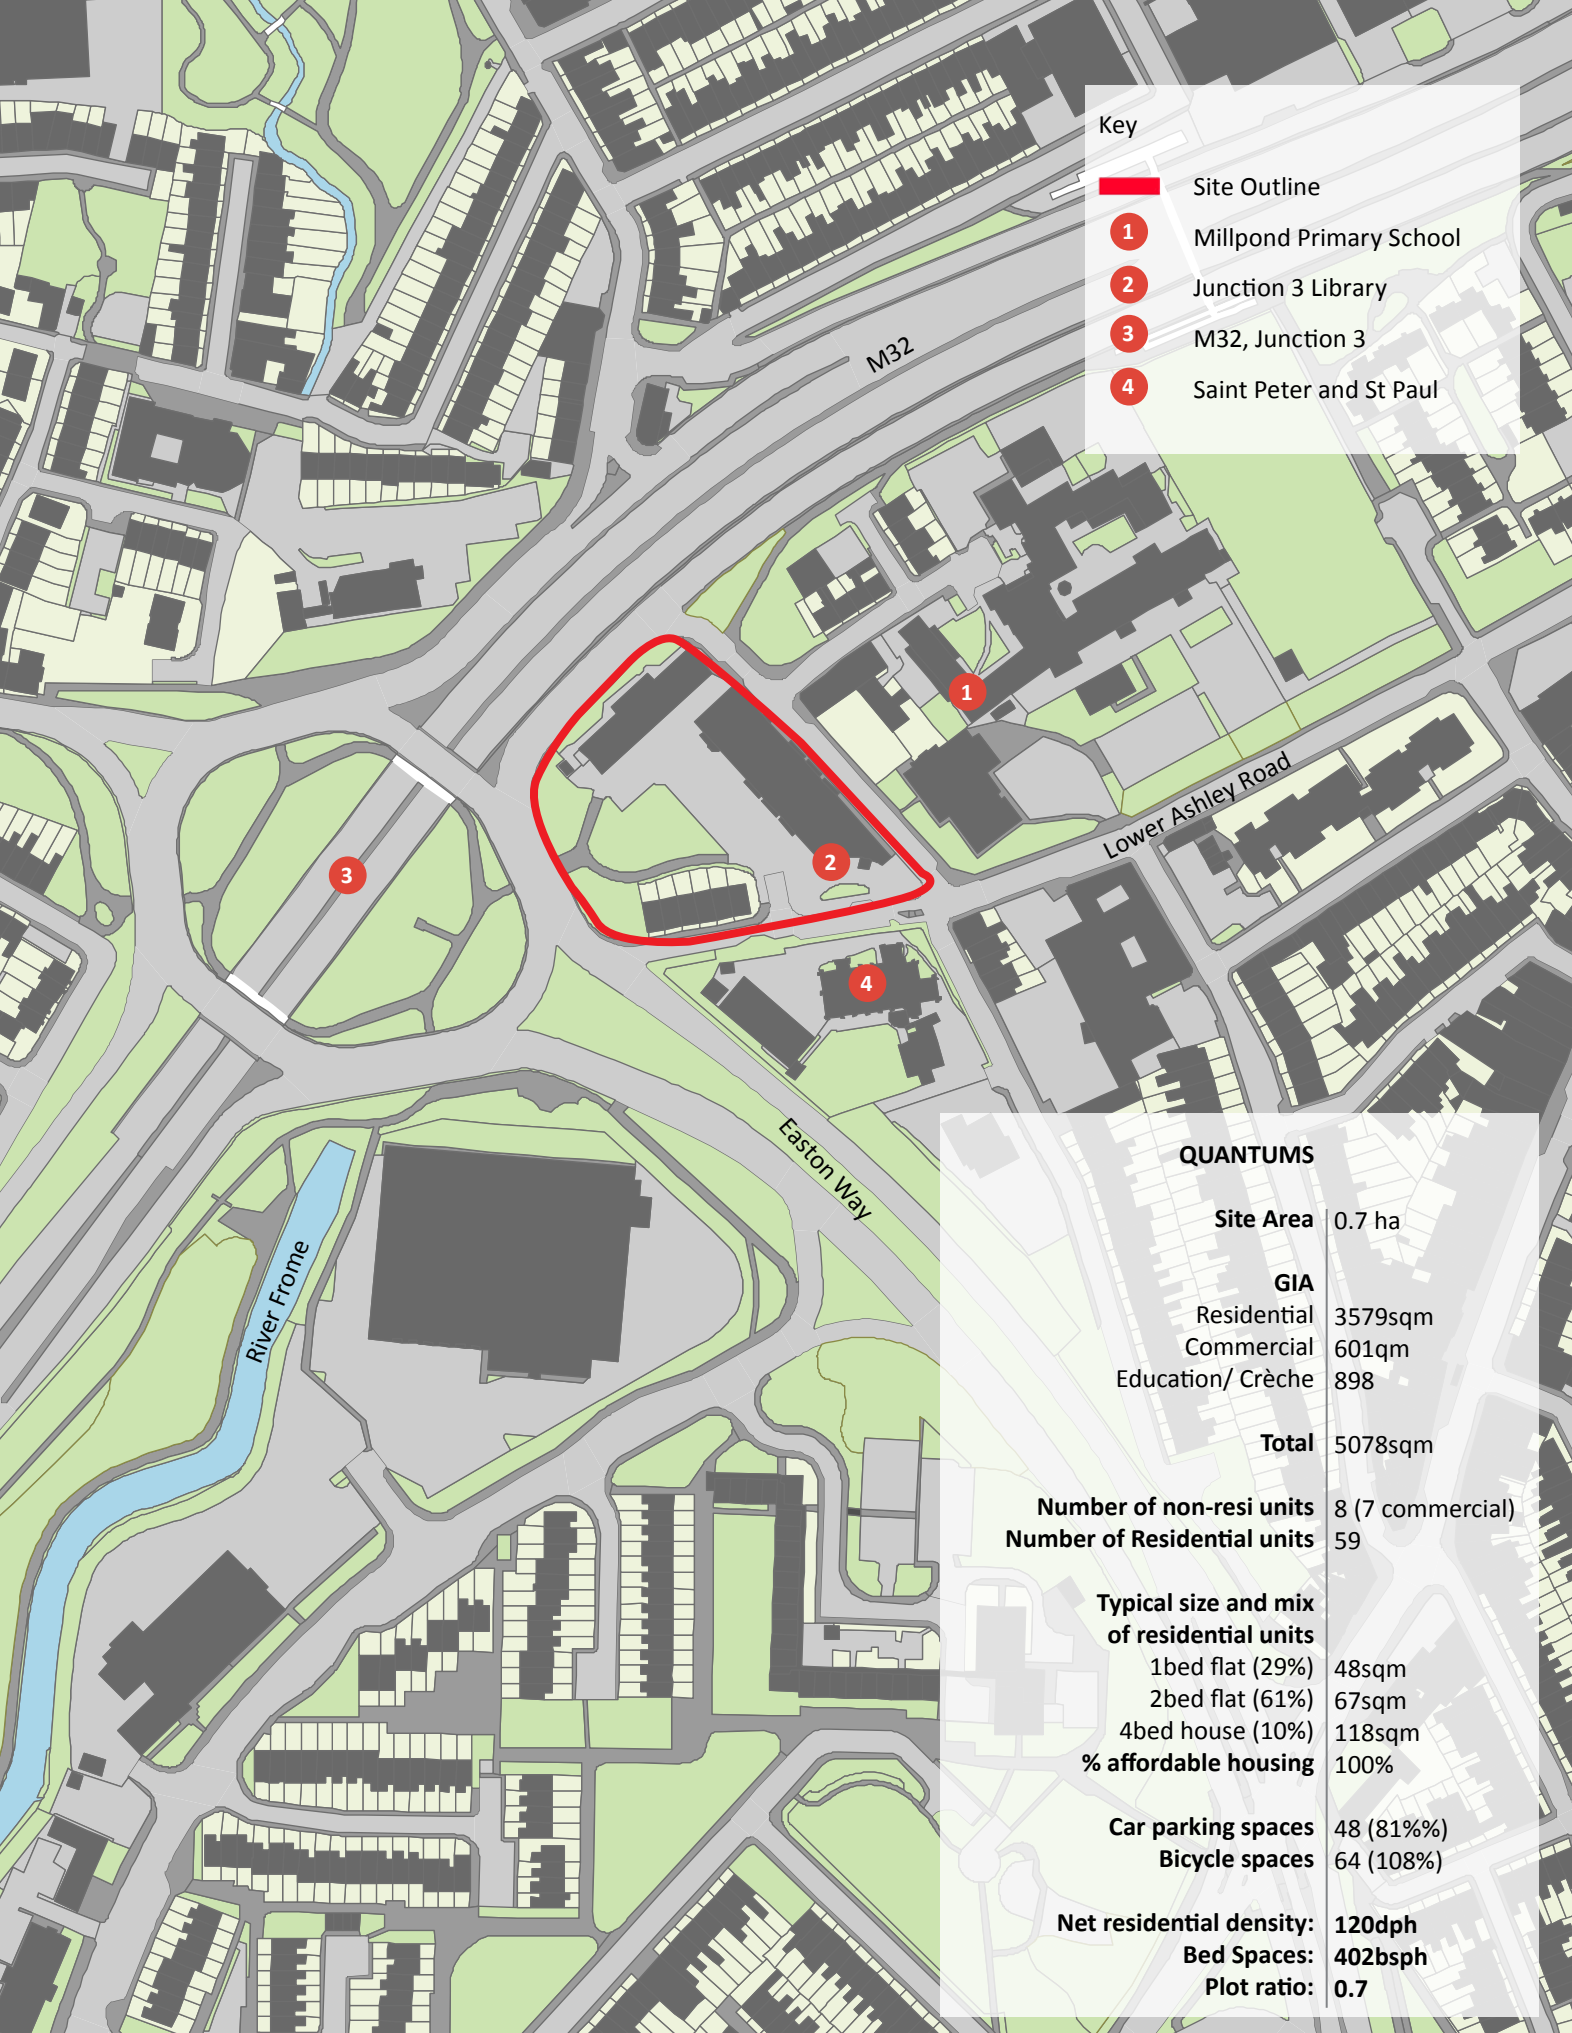 Key
Site Outline
1 Millpond Primary School
2 Junction 3 Library
3 M32, Junction 3
4 Saint Peter and St Paul
M32
1
Lower Ashley Road
2
3
4
Easton Way
River Frome
QUANTUMS
Site Area 0.7 ha
GIA
Residential 3579sqm
Commercial 601qm
Education/ Crèche 898
Total 5078sqm
Number of non-resi units 8 (7 commercial)
Number of Residential units 59
Typical size and mix
of residential units
1bed flat (29%) 48sqm
2bed flat (61%) 67sqm
4bed house (10%) 118sqm
% affordable housing 100%
Car parking spaces 48 (81%%)
Bicycle spaces 64 (108%)
Net residential density: 120dph
Bed Spaces: 402bsph
Plot ratio: 0.7